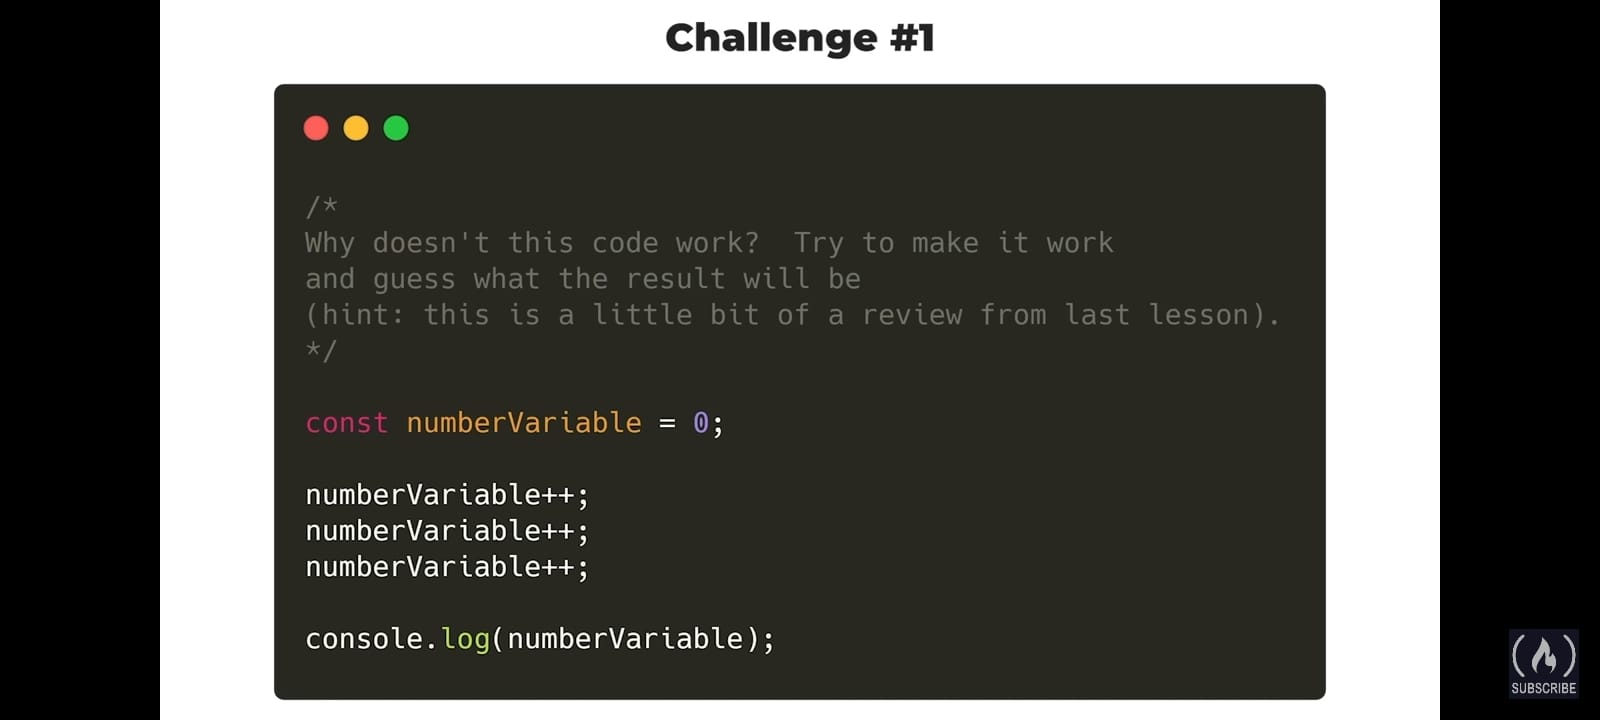 Challenge #1
/*
Why doesn't this code work?  Try to make it work
and guess what the result will be
(hint: this is a little bit of a review from last lesson).
*/
const numberVariable = 0;
numberVariable++;
numberVariable++;
numberVariable++;
console.log(numberVariable);
SUBSCRIBE